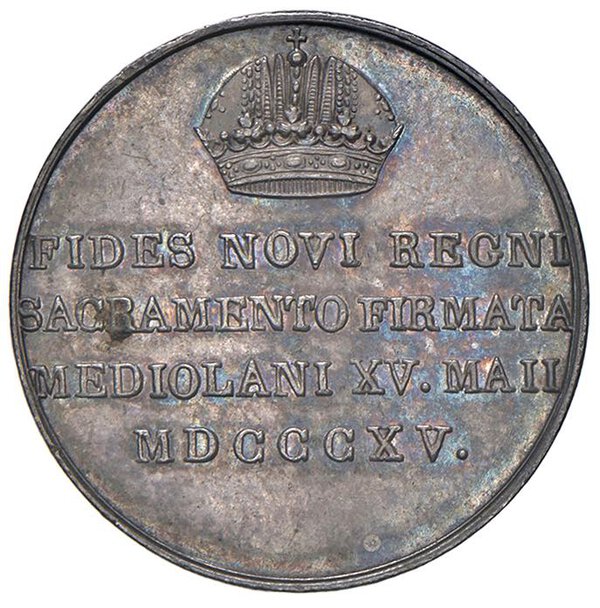 FIDES NOVI REGNI
SACRAMENTO FIRMATA
MEDIOLANI XV. MAII
MDCCCXV.